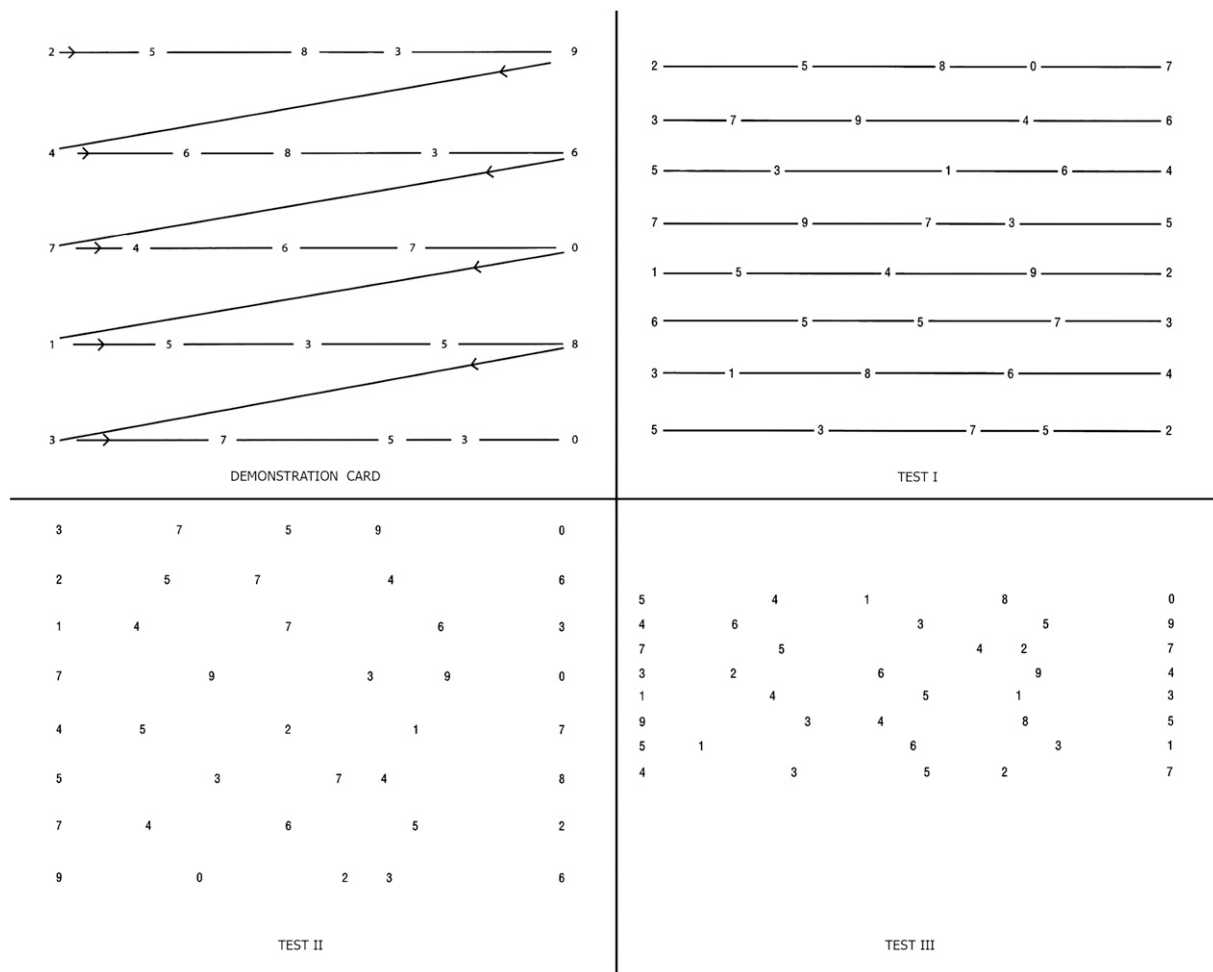 2 5 8 3 9
4 6 8 3 6
7 4 6 7 0
1 5 3 5 8
3 7 5 3 0
DEMONSTRATION CARD
2 5 8 0 7
3 7 9 4 6
5 3 1 6 4
7 9 7 3 5
1 5 4 9 2
6 5 5 7 3
3 1 8 6 4
5 3 7 5 2
TEST I
3 7 5 9 0
2 5 7 4 6
1 4 7 6 3
7 9 3 9 0
4 5 2 1 7
5 3 7 4 8
7 4 6 5 2
9 0 2 3 6
TEST II
5 4 1 8 0
4 6 3 5 9
7 5 4 2 7
3 2 6 9 4
1 4 5 1 3
9 3 4 8 5
5 1 6 3 1
4 3 5 2 7
TEST III